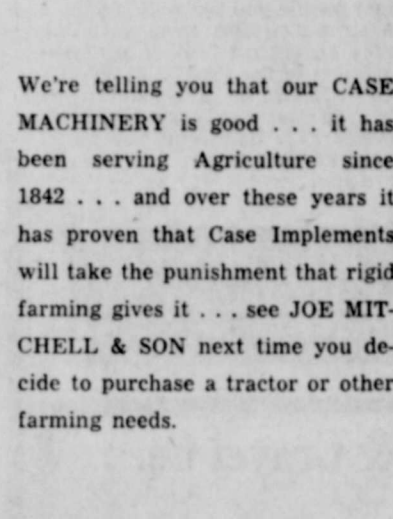 We're telling you that our CASE
MACHINERY is good . . . it has
been serving Agriculture since
1842 . . . and over these years it
has proven that Case Implements
will take the punishment that rigid
farming gives it . . . see JOE MIT-
CHELL & SON next time you de-
cide to purchase a tractor or other
farming needs.